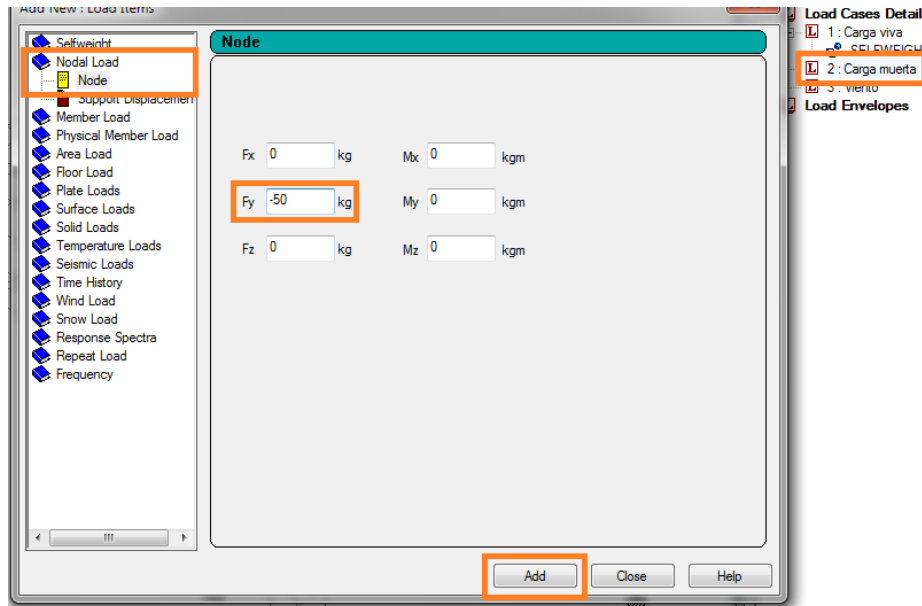 Add New : Load Items
Selfweight
Nodal Load
Node
Support Displacemen
Member Load
Physical Member Load
Area Load
Floor Load
Plate Loads
Surface Loads
Solid Loads
Temperature Loads
Seismic Loads
Time History
Wind Load
Snow Load
Response Spectra
Repeat Load
Frequency
Node
Fx 0 kg Mx 0 kgm
Fy -50 kg My 0 kgm
Fz 0 kg Mz 0 kgm
Add Close Help
Load Cases Detail
L 1 : Carga viva
SELFWEIGH
L 2 : Carga muerta
L 3 : Viento
Load Envelopes